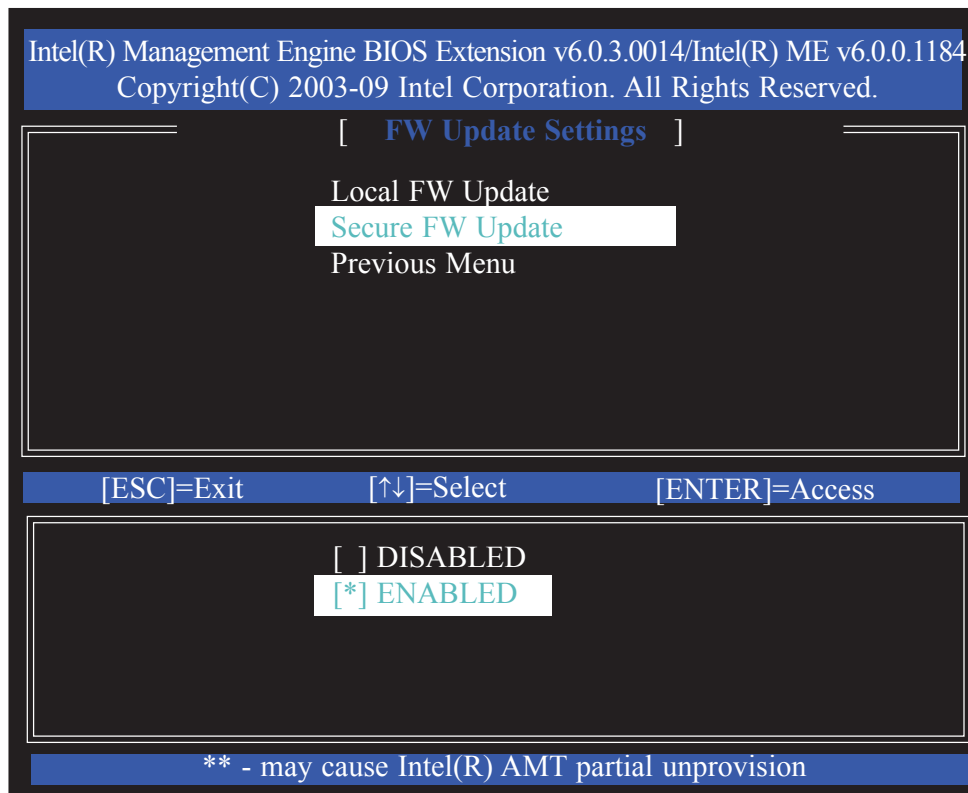 Intel(R) Management Engine BIOS Extension v6.0.3.0014/Intel(R) ME v6.0.0.1184
Copyright(C) 2003-09 Intel Corporation. All Rights Reserved.
[ FW Update Settings ]
Local FW Update
Secure FW Update
Previous Menu
[ESC]=Exit [↑↓]=Select [ENTER]=Access
[ ] DISABLED
[*] ENABLED
** - may cause Intel(R) AMT partial unprovision